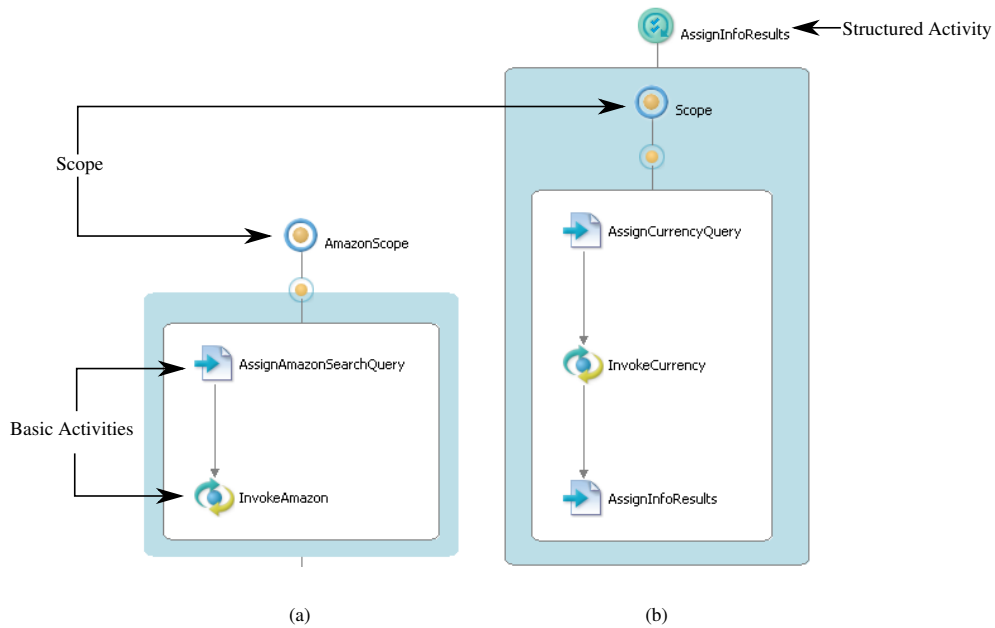 AssignInfoResults
Structured Activity
Scope
Scope
AmazonScope
AssignCurrencyQuery
AssignAmazonSearchQuery
InvokeCurrency
Basic Activities
InvokeAmazon
AssignInfoResults
(a)
(b)